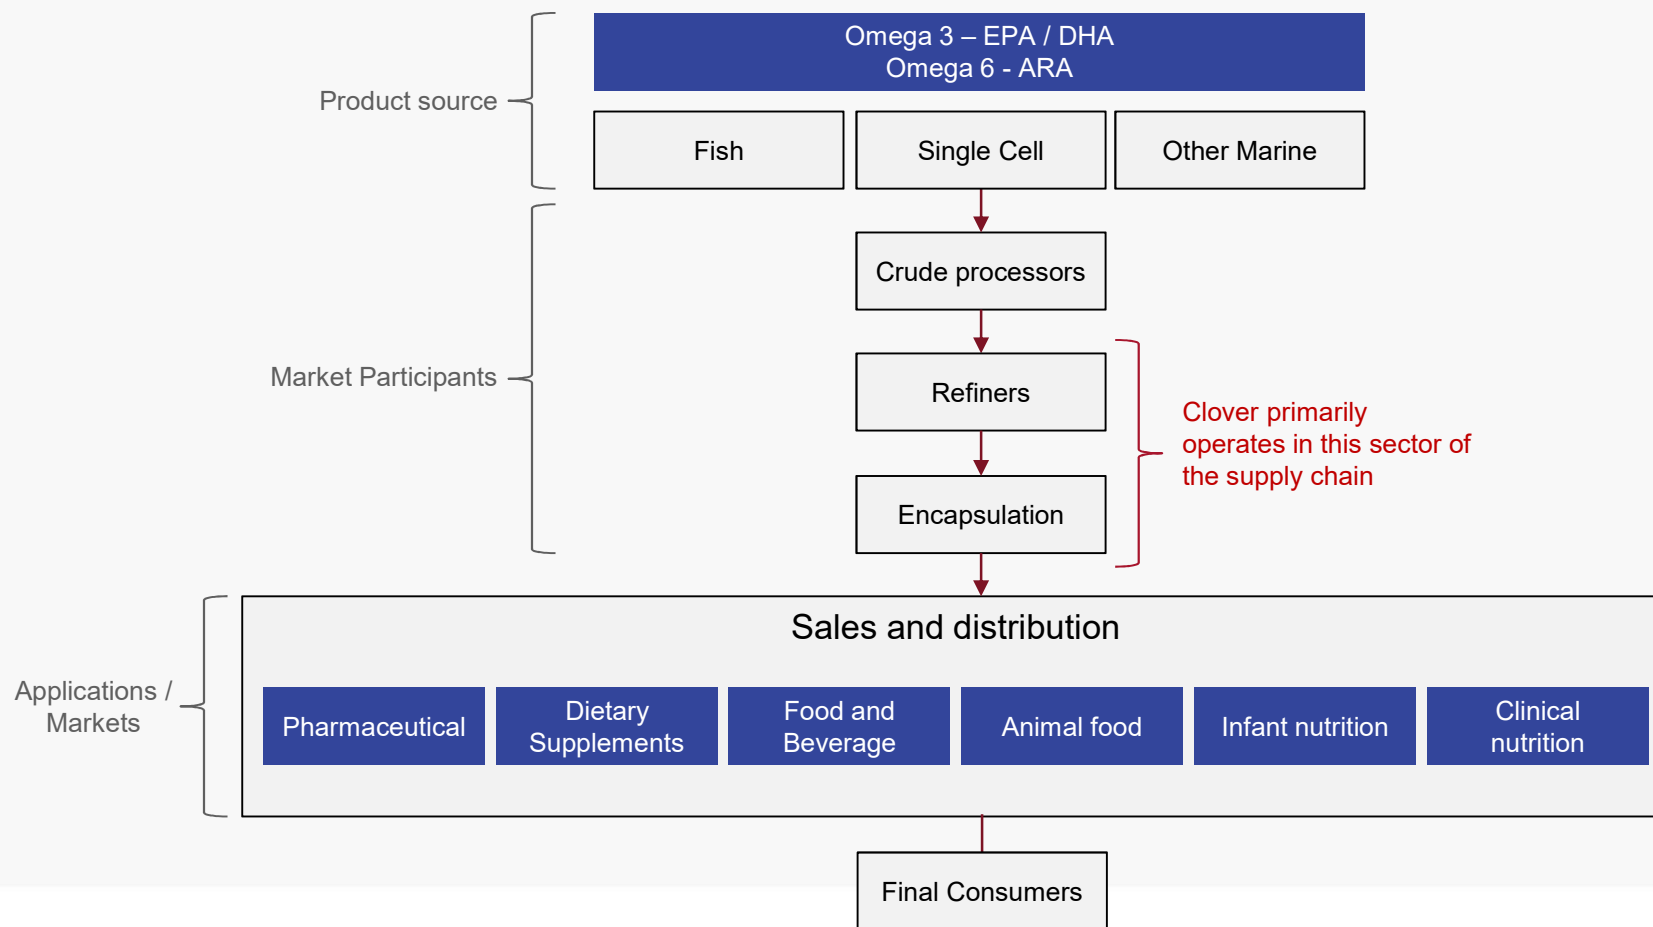 Omega 3 – EPA / DHA
Omega 6 - ARA
Product source
Fish
Single Cell
Other Marine
Crude processors
Market Participants
Refiners
Clover primarily
operates in this sector of
the supply chain
Encapsulation
Sales and distribution
Applications /
Markets
Pharmaceutical
Dietary
Supplements
Food and
Beverage
Animal food
Infant nutrition
Clinical
nutrition
Final Consumers